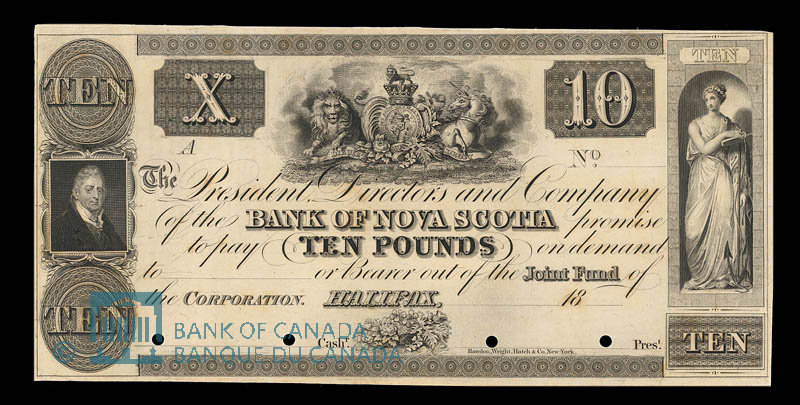 TEN
X
10
TEN
A
No
The President, Directors and Company
of the BANK OF NOVA SCOTIA promise
to pay TEN POUNDS on demand
to or Bearer out of the Joint Fund of
the CORPORATION. HALIFAX, 18
TEN
BANK OF CANADA
BANQUE DU CANADA
©
Cashr.
Rawdon, Wright, Hatch & Co. New-York.
Prest.
TEN